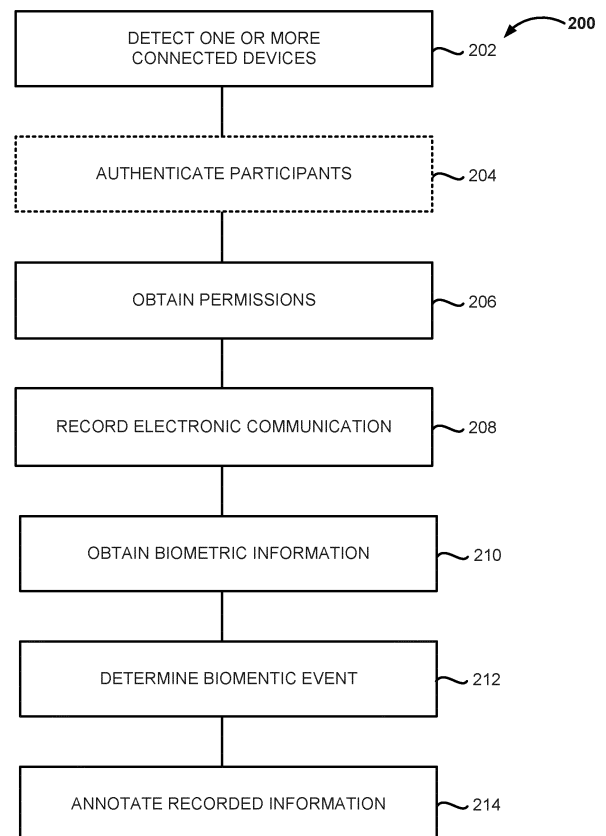 DETECT ONE OR MORE
CONNECTED DEVICES
202
200
AUTHENTICATE PARTICIPANTS
204
OBTAIN PERMISSIONS
206
RECORD ELECTRONIC COMMUNICATION
208
OBTAIN BIOMETRIC INFORMATION
210
DETERMINE BIOMENTIC EVENT
212
ANNOTATE RECORDED INFORMATION
214